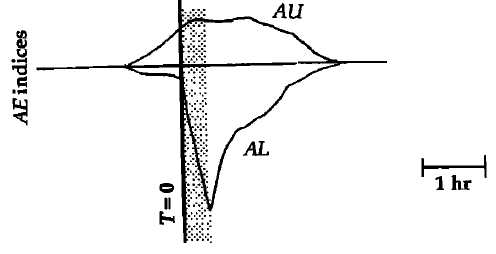 AU
AE indices
AL
T = 0
1 hr